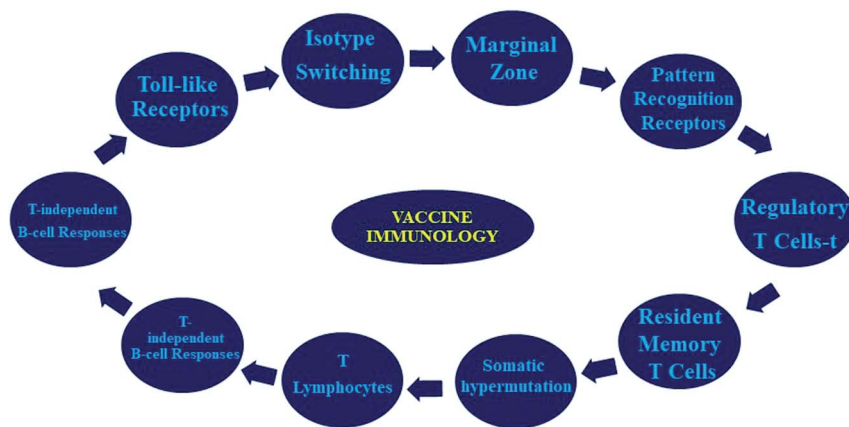 Isotype
Switching
Marginal
Zone
Toll-like
Receptors
Pattern
Recognition
Receptors
T-independent
B-cell Responses
VACCINE
IMMUNOLOGY
Regulatory
T Cells-t
T-
independent
B-cell Responses
T
Lymphocytes
Somatic
hypermutation
Resident
Memory
T Cells